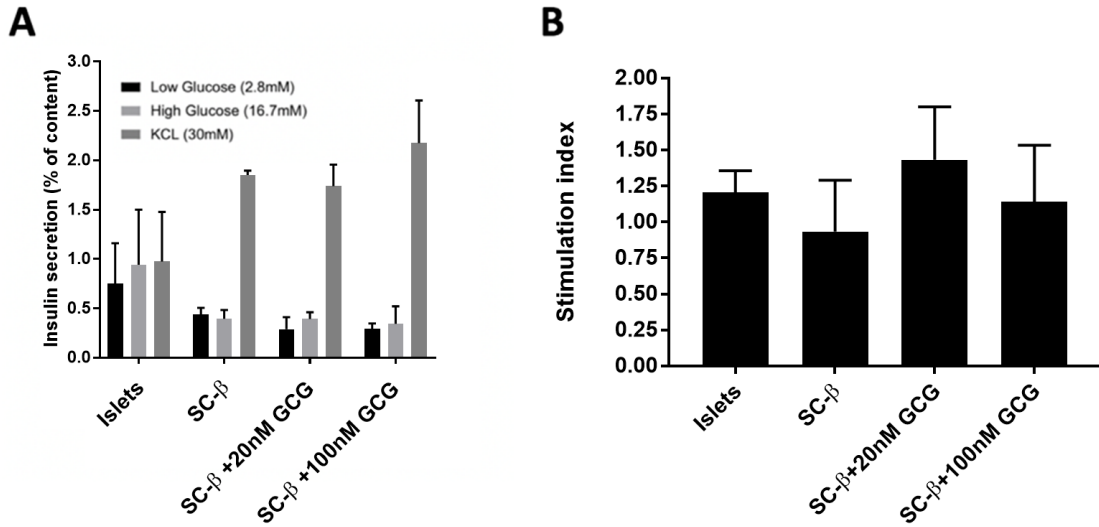 A
Insulin secretion (% of content)
3.0
2.5
2.0
1.5
1.0
0.5
0.0
Low Glucose (2.8mM)
High Glucose (16.7mM)
KCL (30mM)
Islets
SC-β
SC-β +20nM GCG
SC-β +100nM GCG
B
Stimulation index
2.00
1.75
1.50
1.25
1.00
0.75
0.50
0.25
0.00
Islets
SC-β
SC-β+20nM GCG
SC-β+100nM GCG